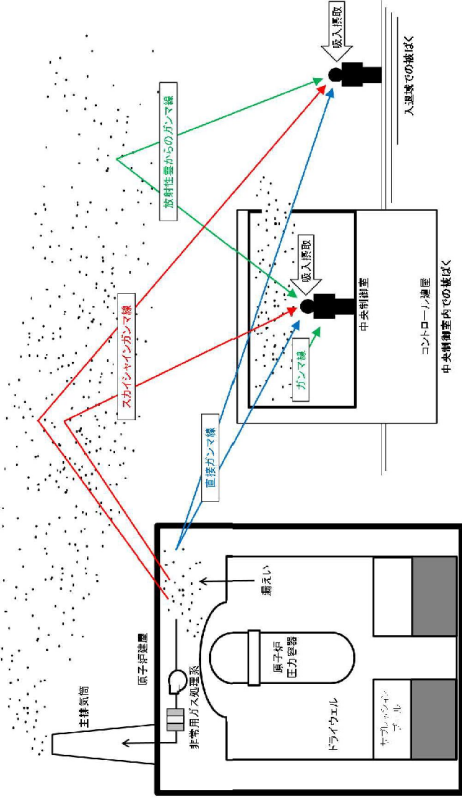 主排気筒
原子炉建屋
非常用ガス処理系
漏えい
原子炉
圧力容器
ドライウェル
サプレッション
プール
スカイシャインガンマ線
直接ガンマ線
放射性雲からのガンマ線
ガンマ線
吸入摂取
中央制御室
コントロール建屋
中央制御室内での被ばく
吸入摂取
入退域での被ばく